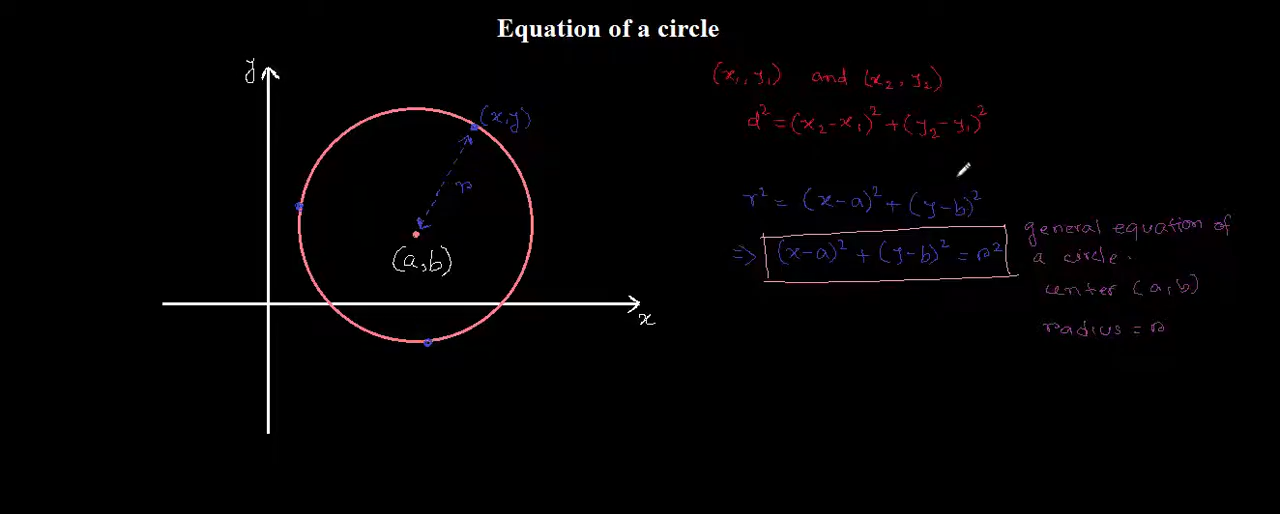 Equation of a circle
y
(x,y)
r
(a,b)
x
(x₁,y₁) and (x₂,y₂)
d² = (x₂-x₁)² + (y₂-y₁)²
r² = (x-a)² + (y-b)²
⇒ (x-a)² + (y-b)² = r²
general equation of
a circle.
center (a,b)
radius = r